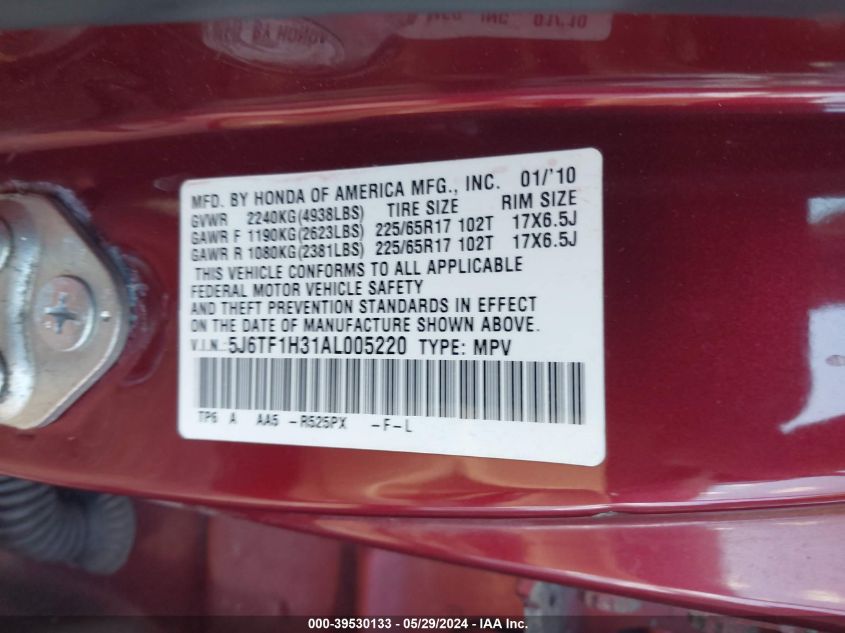 MFD. BY HONDA OF AMERICA MFG., INC. 01/'10
GVWR 2240KG(4938LBS) TIRE SIZE RIM SIZE
GAWR F 1190KG(2623LBS) 225/65R17 102T 17X6.5J
GAWR R 1080KG(2381LBS) 225/65R17 102T 17X6.5J
THIS VEHICLE CONFORMS TO ALL APPLICABLE
FEDERAL MOTOR VEHICLE SAFETY
AND THEFT PREVENTION STANDARDS IN EFFECT
ON THE DATE OF MANUFACTURE SHOWN ABOVE.
V.I.N.:5J6TF1H31AL005220 TYPE: MPV
TP6 A AA5 -R525PX -F-L
000-39530133 - 05/29/2024 - IAA Inc.